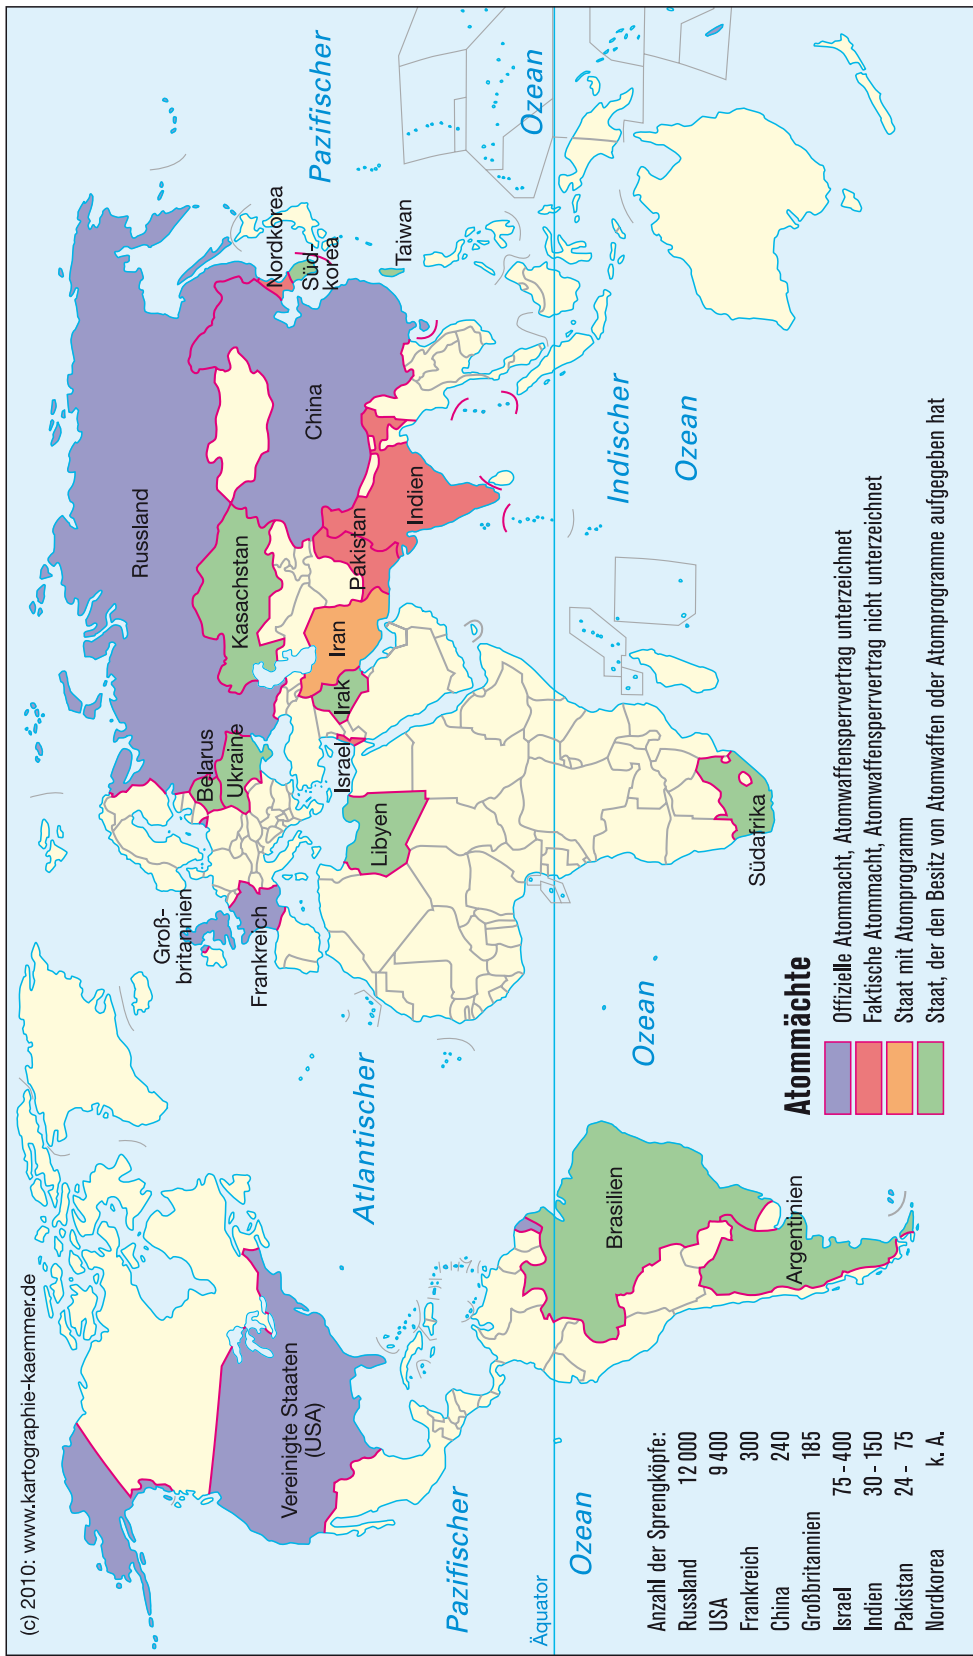 (c) 2010: www.kartographie-kaemmer.de
Vereinigte Staaten
(USA)
Pazifischer
Ozean
Äquator
Atlantischer
Ozean
Brasilien
Argentinien
Groß-
britannien
Frankreich
Belarus
Ukraine
Russland
Kasachstan
China
Nordkorea
Süd-
korea
Taiwan
Israel
Irak
Iran
Pakistan
Indien
Libyen
Südafrika
Pazifischer
Ozean
Indischer
Ozean
Anzahl der Sprengköpfe:
Russland 12 000
USA 9 400
Frankreich 300
China 240
Großbritannien 185
Israel 75 - 400
Indien 30 - 150
Pakistan 24 - 75
Nordkorea k. A.
Atommächte
Offizielle Atommacht, Atomwaffensperrvertrag unterzeichnet
Faktische Atommacht, Atomwaffensperrvertrag nicht unterzeichnet
Staat mit Atomprogramm
Staat, der den Besitz von Atomwaffen oder Atomprogramme aufgegeben hat